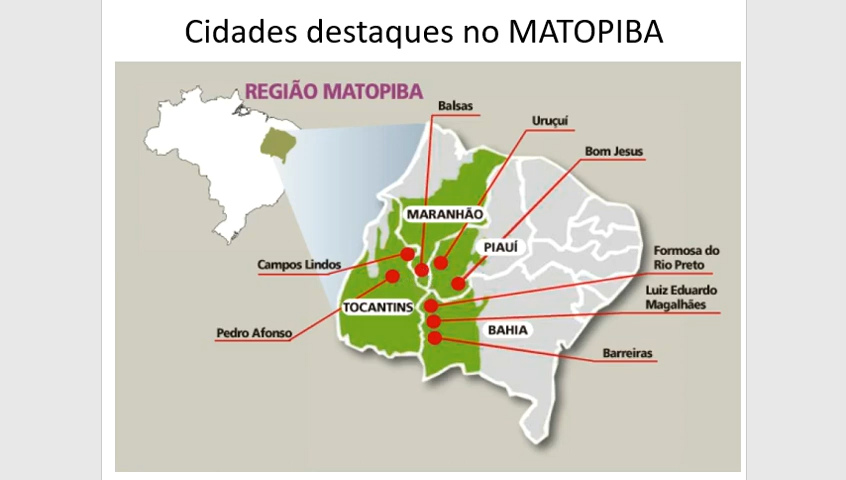 Cidades destaques no MATOPIBA
REGIÃO MATOPIBA
Balsas
Uruçuí
Bom Jesus
MARANHÃO
PIAUÍ
Campos Lindos
Formosa do
Rio Preto
Luiz Eduardo
Magalhães
TOCANTINS
BAHIA
Pedro Afonso
Barreiras